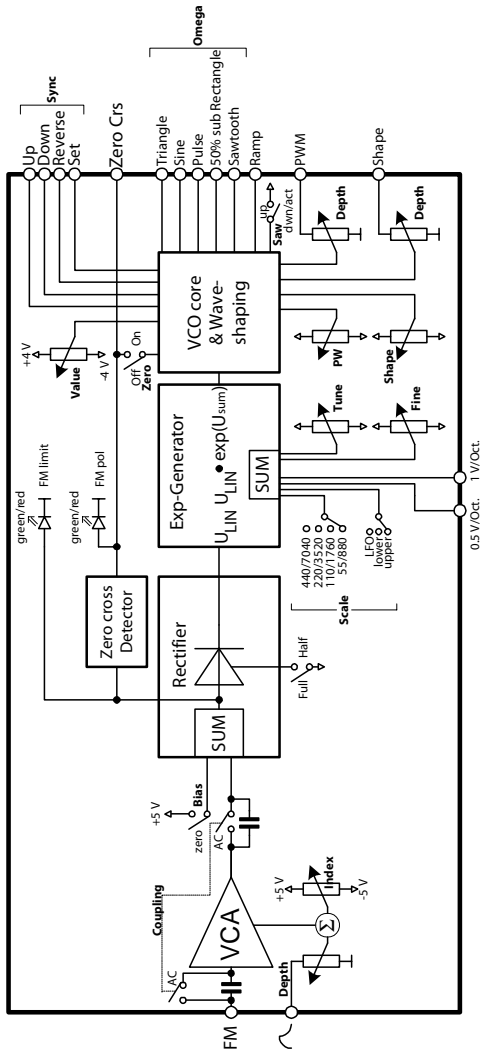 Sync
Up
Down
Reverse
Set
Zero Crs
Omega
Triangle
Sine
Pulse
50% sub Rectangle
Sawtooth
Ramp
PWM
Shape
+4 V
Value
-4 V
On
Off
Zero
VCO core
& Wave-
shaping
up
dwn/act
Saw
Depth
Depth
PW
Shape
green/red
FM limit
green/red
FM pol
Exp-Generator
U LIN
U LIN • exp(U sum)
SUM
Tune
Fine
1 V/Oct.
0.5 V/Oct.
440/7040
220/3520
110/1760
55/880
LFO
lower
upper
Scale
Zero cross
Detector
Rectifier
SUM
Half
Full
+5 V
Bias
zero
AC
Coupling
AC
VCA
FM
Depth
Σ
+5 V
Index
-5 V